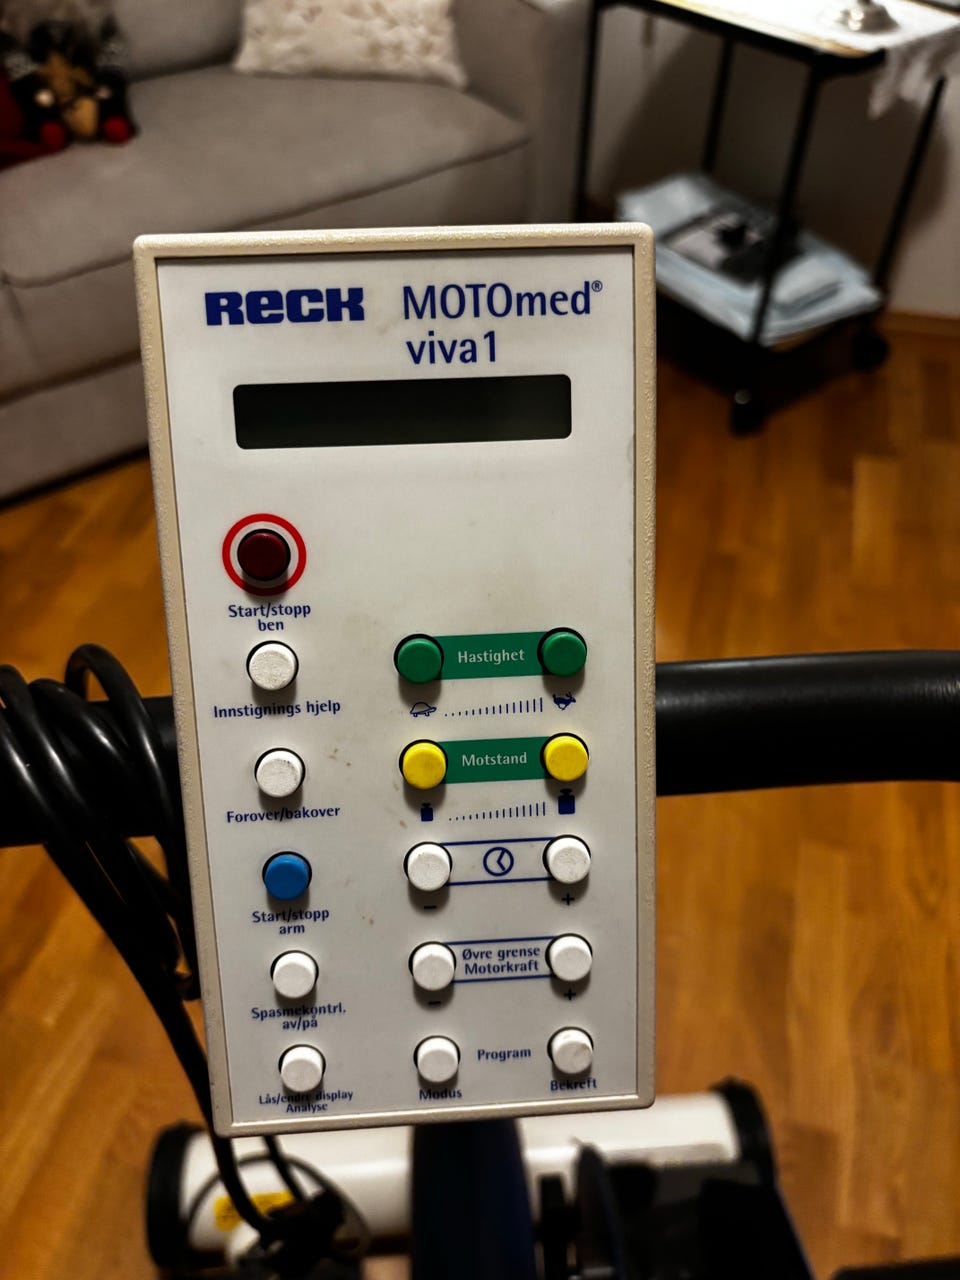 RECK MOTOmed®
viva1
Start/stopp
ben
Hastighet
Innstignings hjelp
Motstand
Forover/bakover
Start/stopp
arm
−
+
Øvre grense
Motorkraft
−
+
Spasmekontrl.
av/på
Program
Lås/endre display
Analyse
Modus
Bekreft